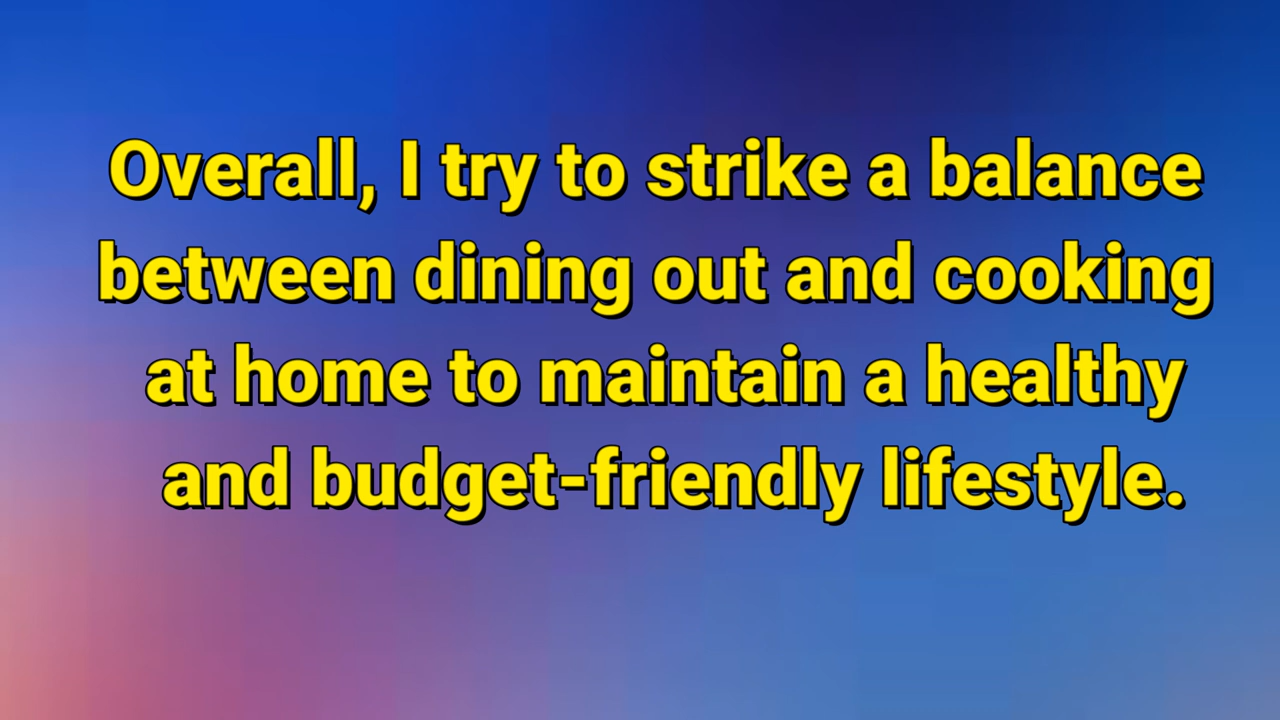 Overall, I try to strike a balance
between dining out and cooking
at home to maintain a healthy
and budget-friendly lifestyle.